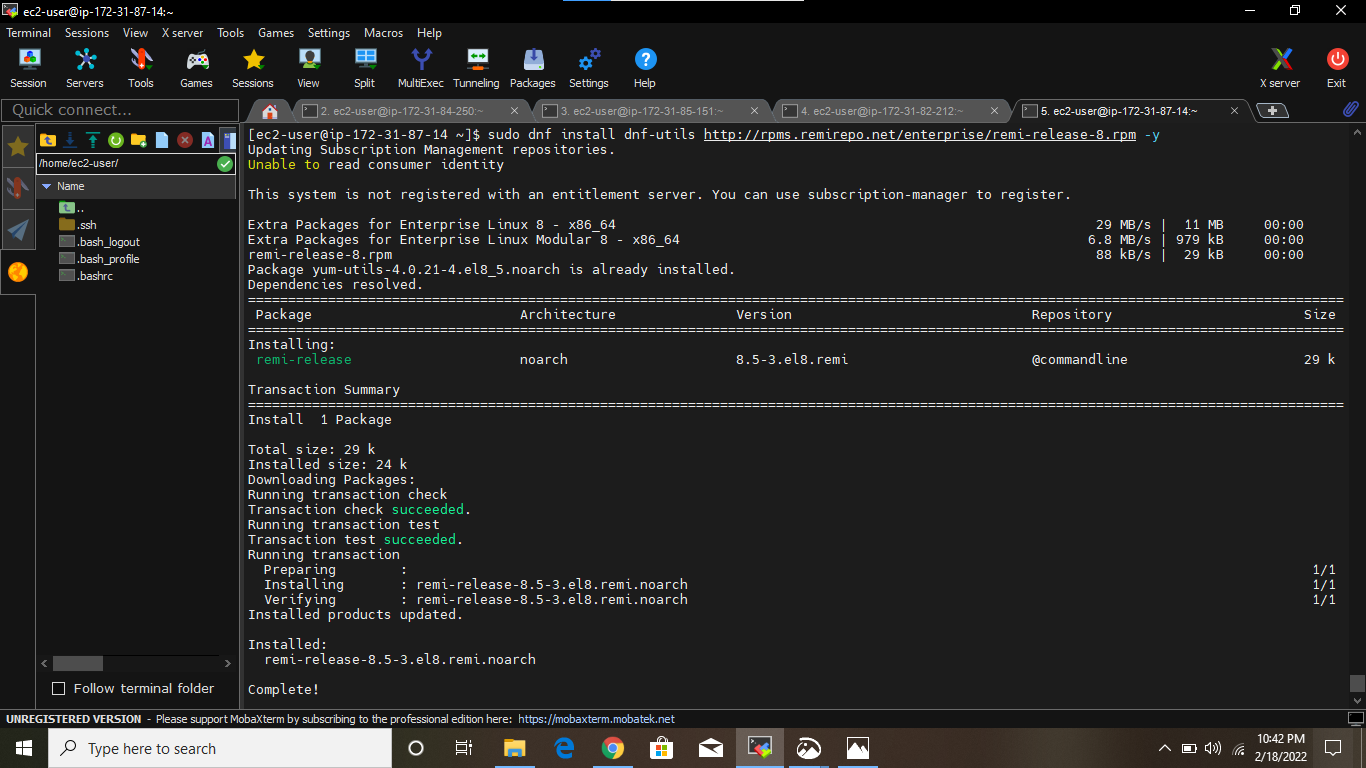 ec2-user@ip-172-31-87-14:~
Terminal Sessions View X server Tools Games Settings Macros Help
Session Servers Tools Games Sessions View Split MultiExec Tunneling Packages Settings Help X server Exit
Quick connect...
2. ec2-user@ip-172-31-84-250:~
3. ec2-user@ip-172-31-85-151:~
4. ec2-user@ip-172-31-82-212:~
5. ec2-user@ip-172-31-87-14:~
/home/ec2-user/
Name
..
.ssh
.bash_logout
.bash_profile
.bashrc
Follow terminal folder
[ec2-user@ip-172-31-87-14 ~]$ sudo dnf install dnf-utils http://rpms.remirepo.net/enterprise/remi-release-8.rpm -y
Updating Subscription Management repositories.
Unable to read consumer identity
This system is not registered with an entitlement server. You can use subscription-manager to register.
Extra Packages for Enterprise Linux 8 - x86_64 29 MB/s | 11 MB 00:00
Extra Packages for Enterprise Linux Modular 8 - x86_64 6.8 MB/s | 979 kB 00:00
remi-release-8.rpm 88 kB/s | 29 kB 00:00
Package yum-utils-4.0.21-4.el8_5.noarch is already installed.
Dependencies resolved.
================================================================================
Package Architecture Version Repository Size
================================================================================
Installing:
remi-release noarch 8.5-3.el8.remi @commandline 29 k
Transaction Summary
================================================================================
Install 1 Package
Total size: 29 k
Installed size: 24 k
Downloading Packages:
Running transaction check
Transaction check succeeded.
Running transaction test
Transaction test succeeded.
Running transaction
Preparing : 1/1
Installing : remi-release-8.5-3.el8.remi.noarch 1/1
Verifying : remi-release-8.5-3.el8.remi.noarch 1/1
Installed products updated.
Installed:
remi-release-8.5-3.el8.remi.noarch
Complete!
UNREGISTERED VERSION - Please support MobaXterm by subscribing to the professional edition here: https://mobaxterm.mobatek.net
Type here to search
10:42 PM
2/18/2022